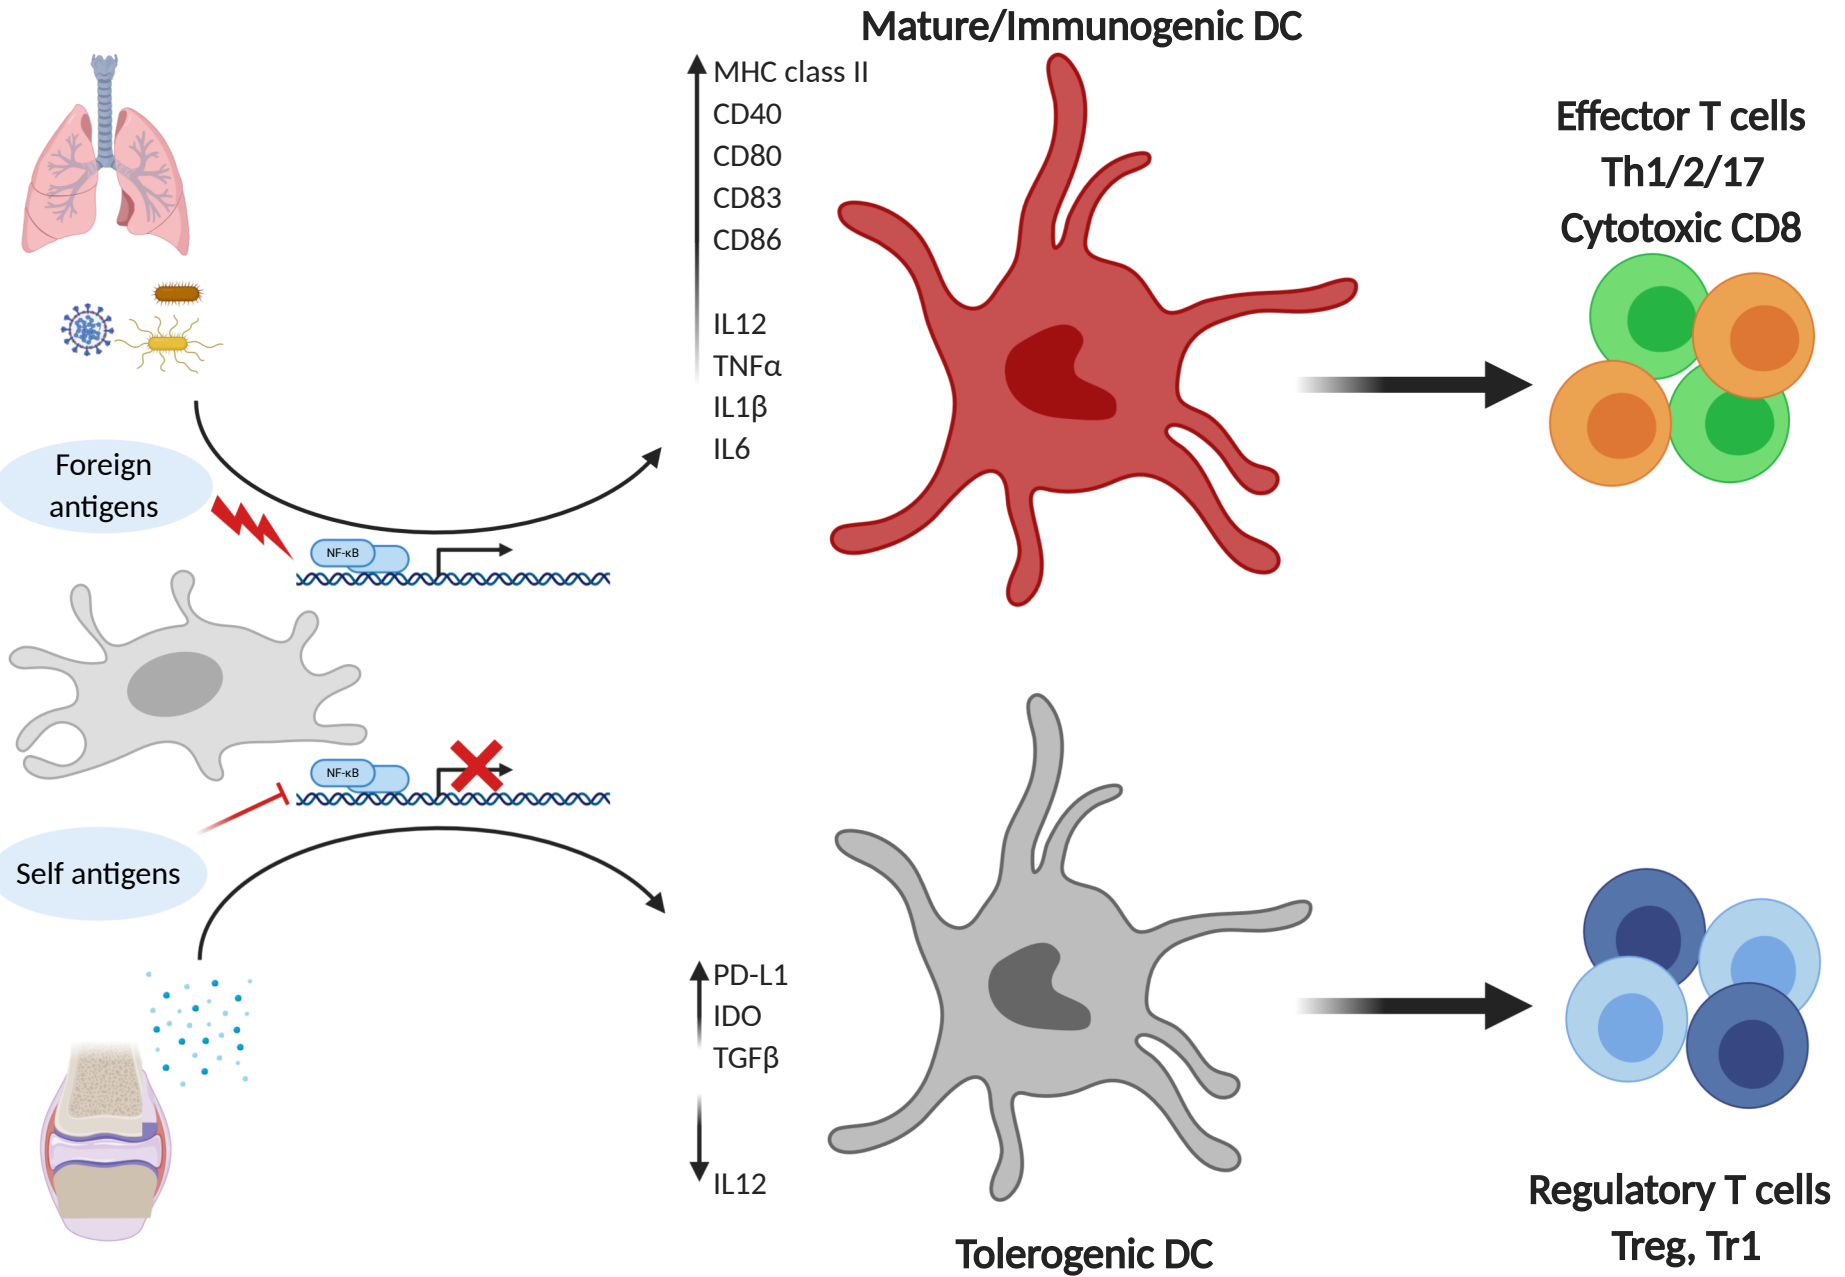 Mature/Immunogenic DC
MHC class II
CD40
CD80
CD83
CD86
IL12
TNFα
IL1β
IL6
Effector T cells
Th1/2/17
Cytotoxic CD8
Foreign
antigens
NF-κB
NF-κB
Self antigens
PD-L1
IDO
TGFβ
IL12
Tolerogenic DC
Regulatory T cells
Treg, Tr1